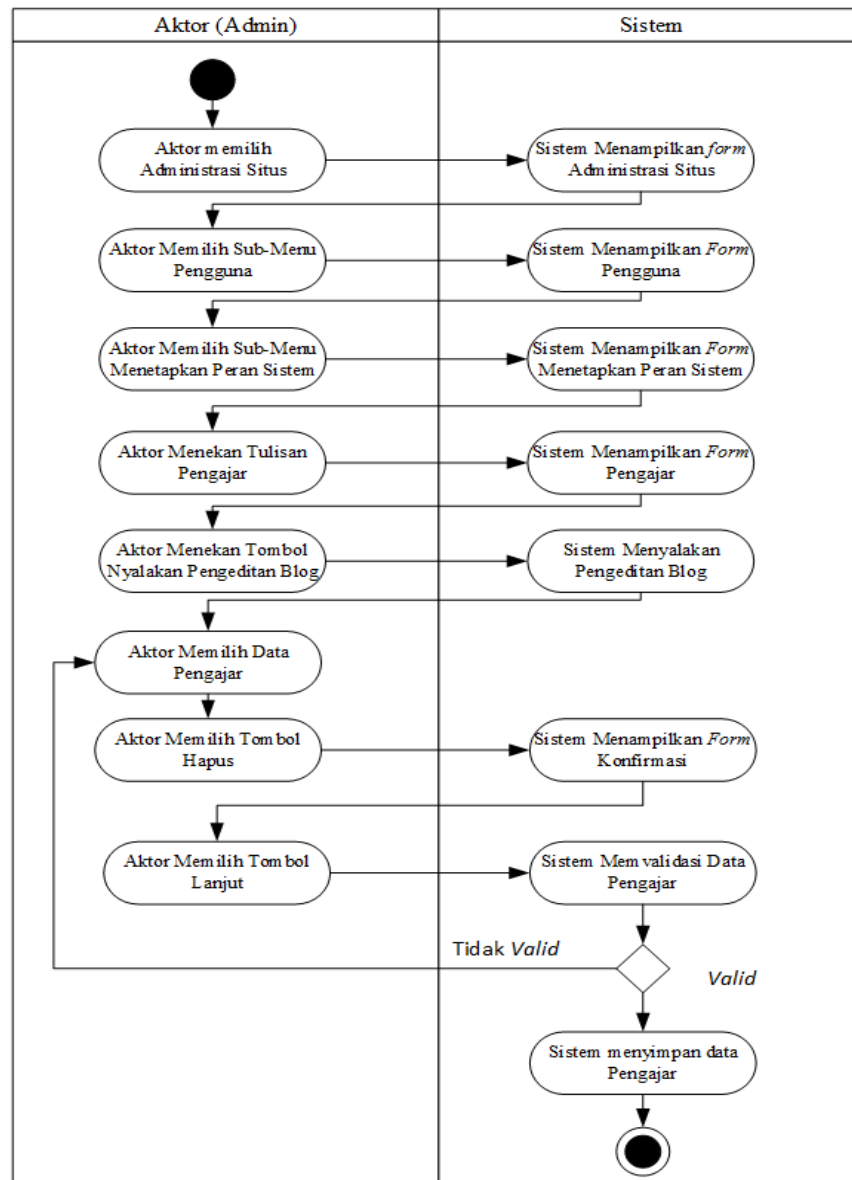 Aktor (Admin)
Sistem
Aktor memilih
Administrasi Situs
Sistem Menampilkan form
Administrasi Situs
Aktor Memilih Sub-Menu
Pengguna
Sistem Menampilkan Form
Pengguna
Aktor Memilih Sub-Menu
Menetapkan Peran Sistem
Sistem Menampilkan Form
Menetapkan Peran Sistem
Aktor Menekan Tulisan
Pengajar
Sistem Menampilkan Form
Pengajar
Aktor Menekan Tombol
Nyalakan Pengeditan Blog
Sistem Menyalakan
Pengeditan Blog
Aktor Memilih Data
Pengajar
Aktor Memilih Tombol
Hapus
Sistem Menampilkan Form
Konfirmasi
Aktor Memilih Tombol
Lanjut
Sistem Memvalidasi Data
Pengajar
Tidak Valid
Valid
Sistem menyimpan data
Pengajar